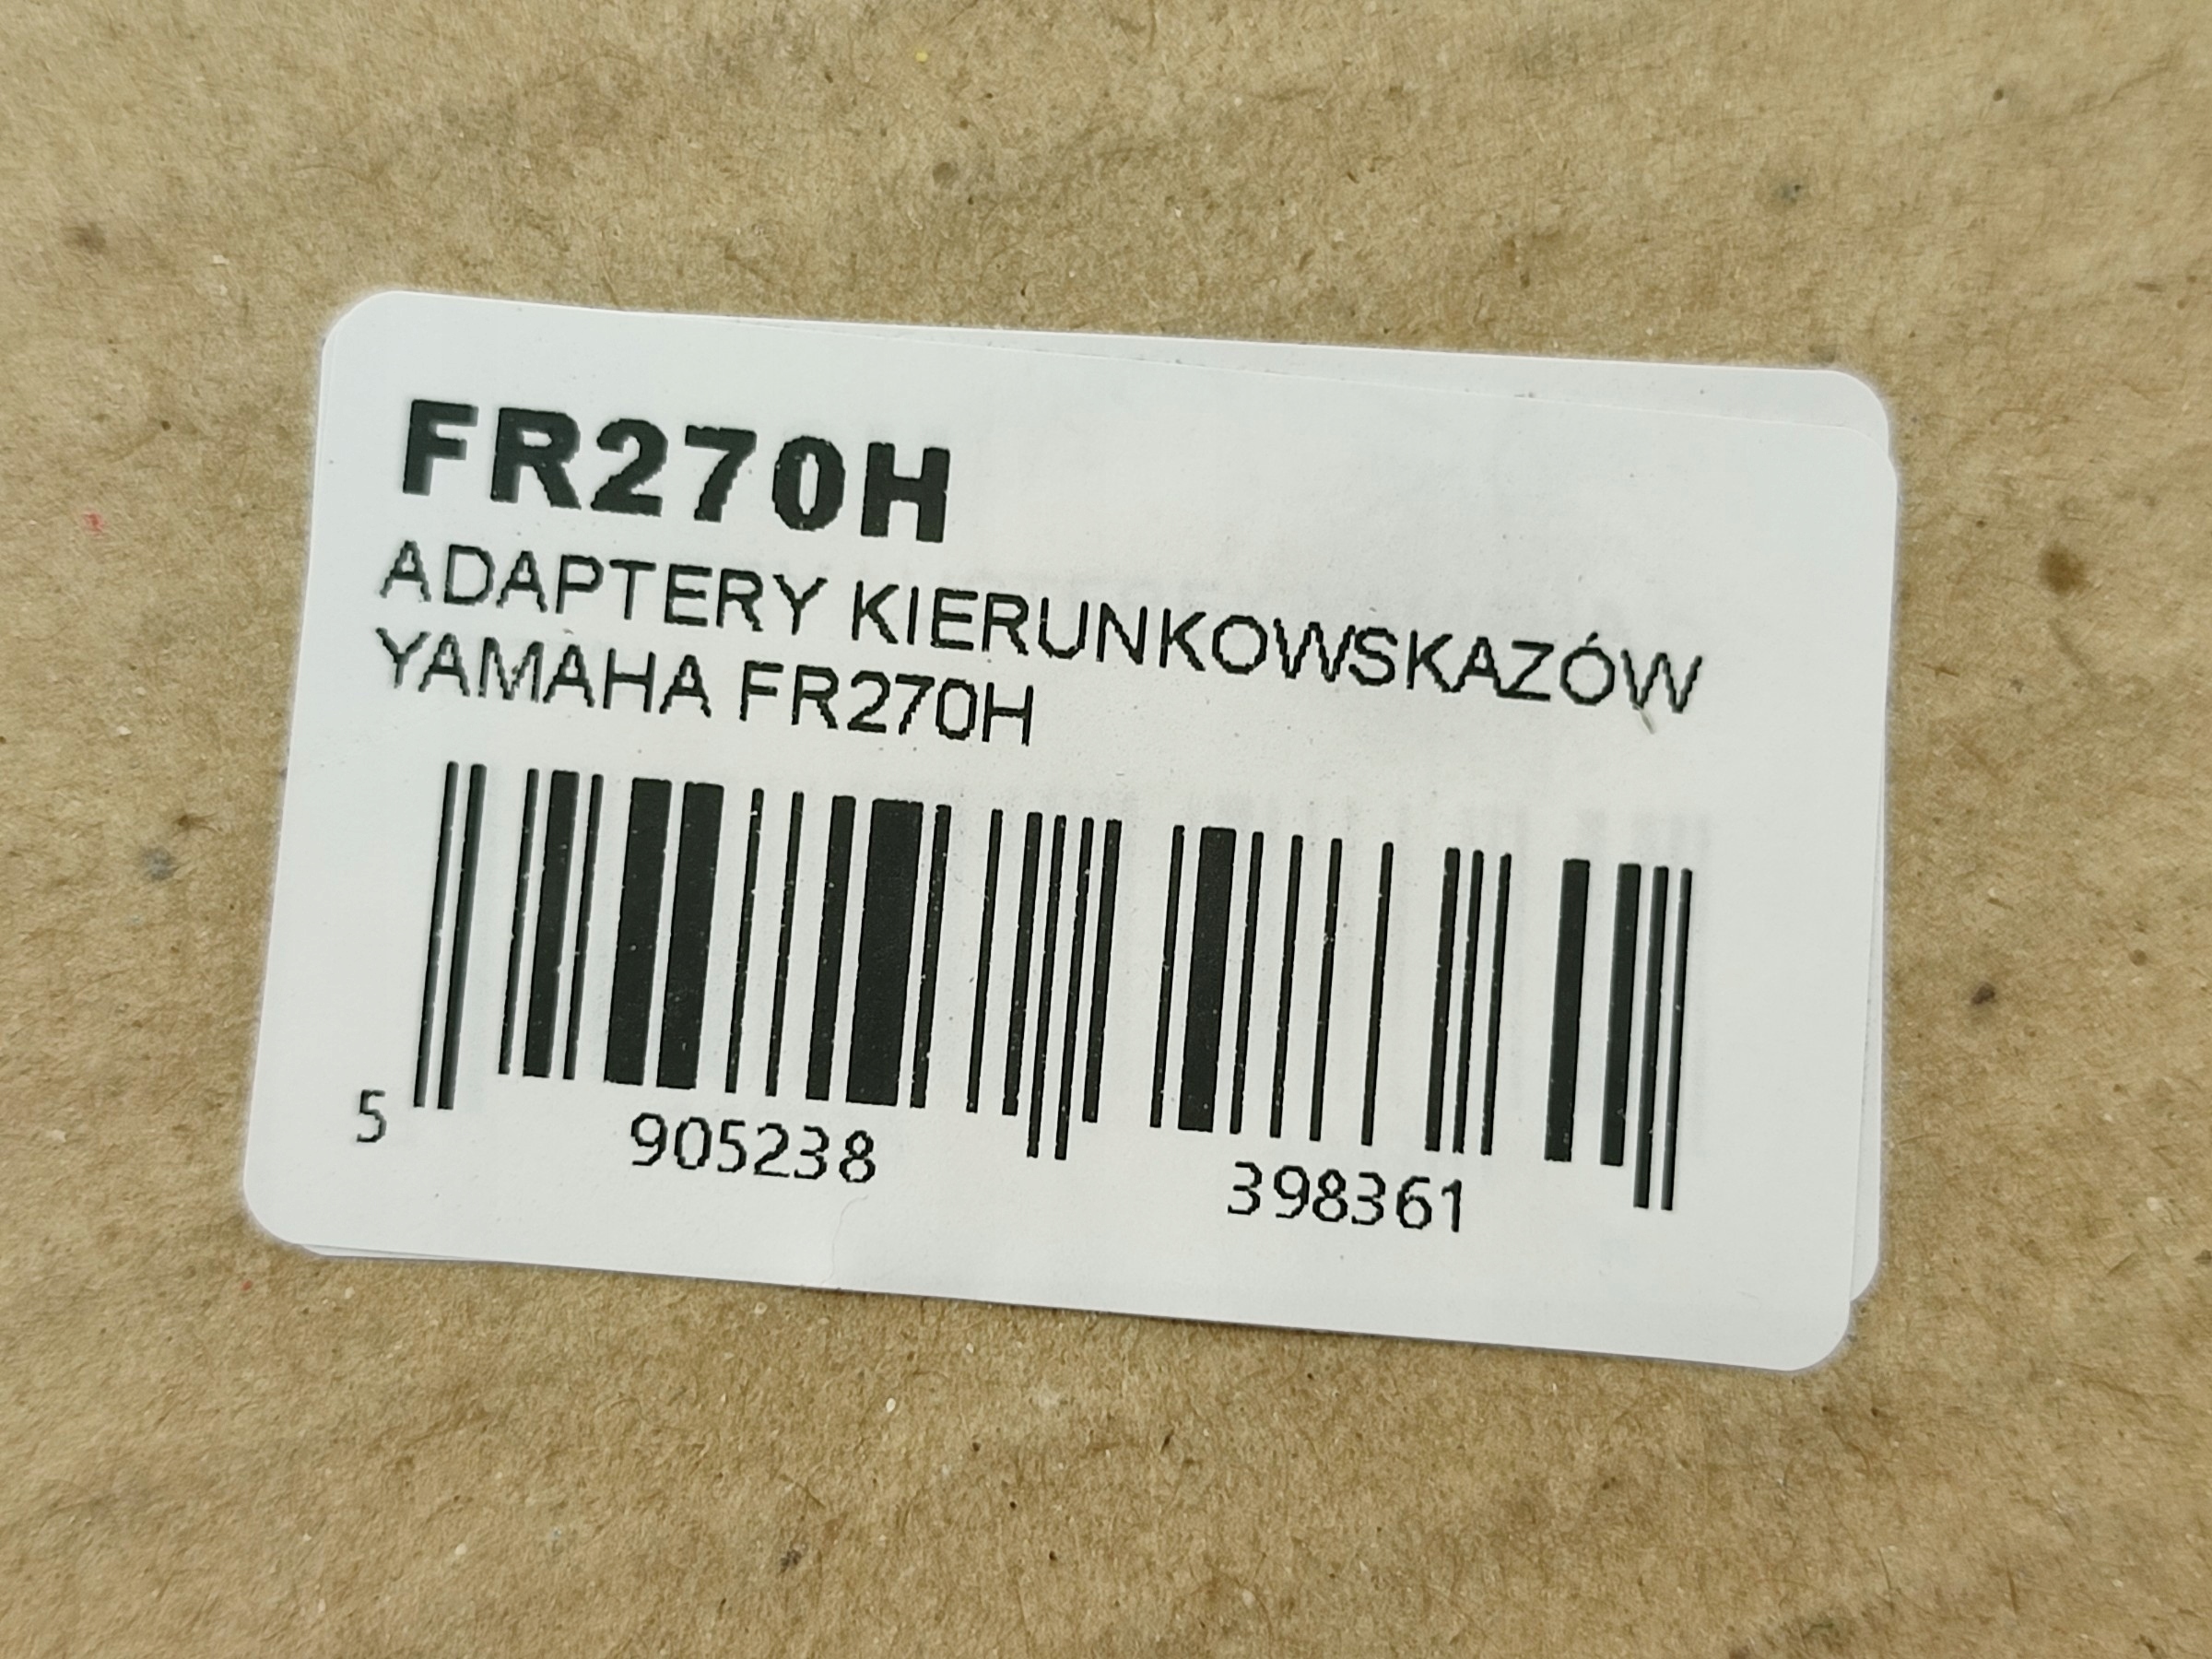 FR270H
ADAPTERY KIERUNKOWSKAZÓW
YAMAHA FR270H
5 905238 398361